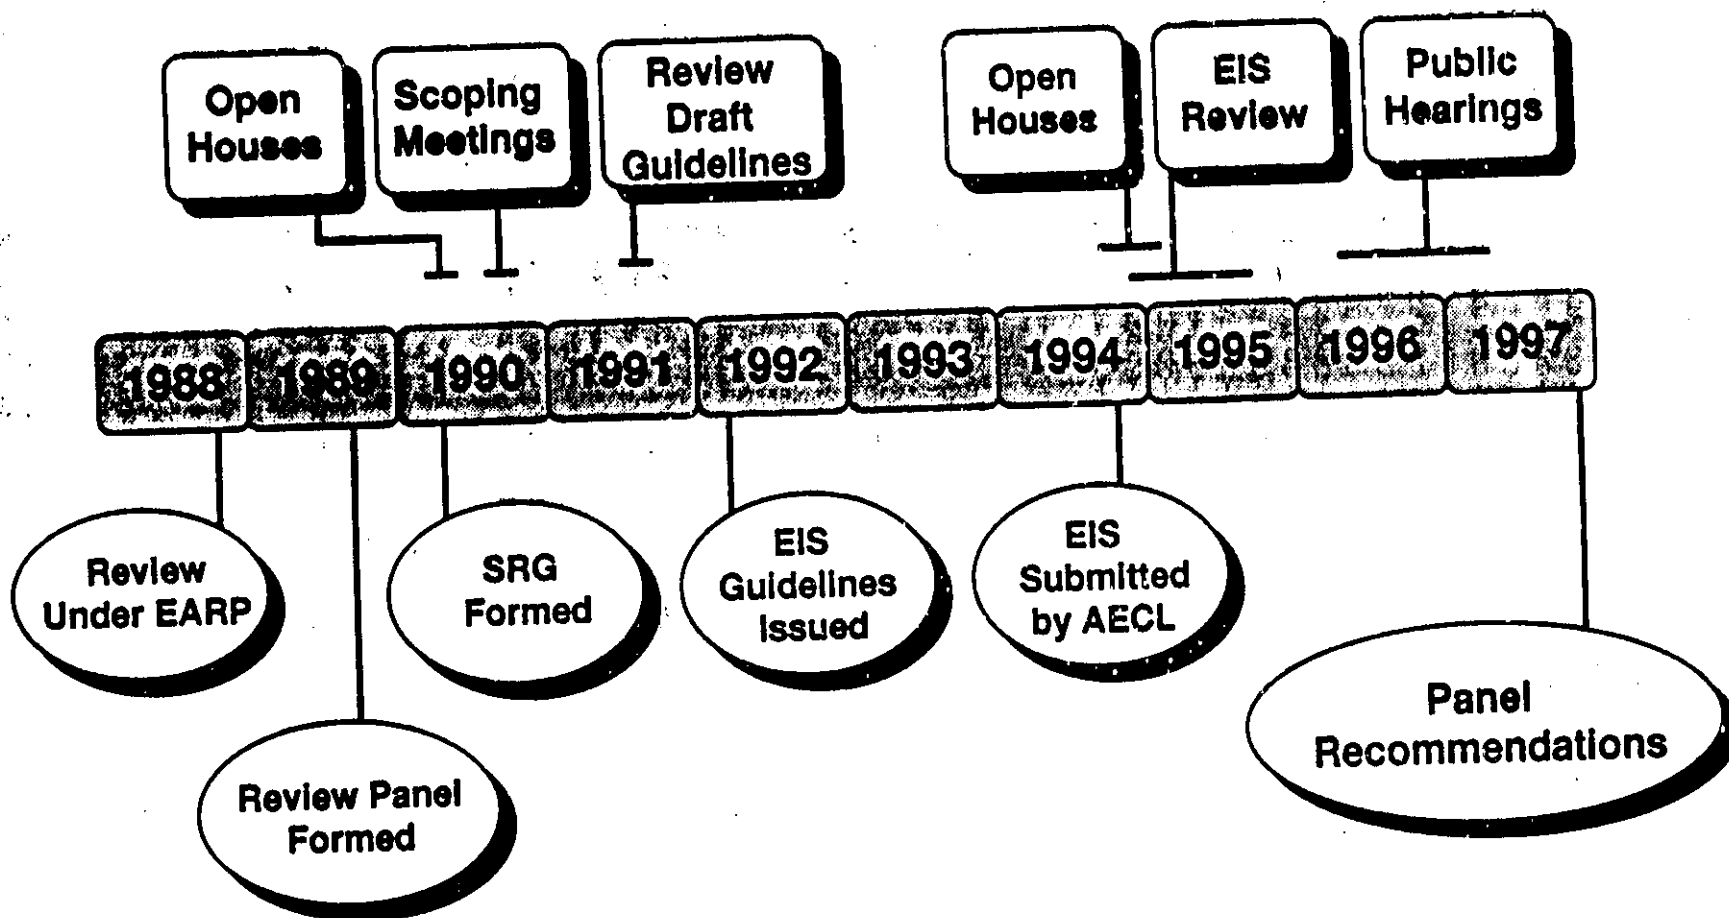 Open
Houses
Scoping
Meetings
Review
Draft
Guidelines
Open
Houses
EIS
Review
Public
Hearings
1988
1989
1990
1991
1992
1993
1994
1995
1996
1997
Review
Under EARP
Review Panel
Formed
SRG
Formed
EIS
Guidelines
Issued
EIS
Submitted
by AECL
Panel
Recommendations